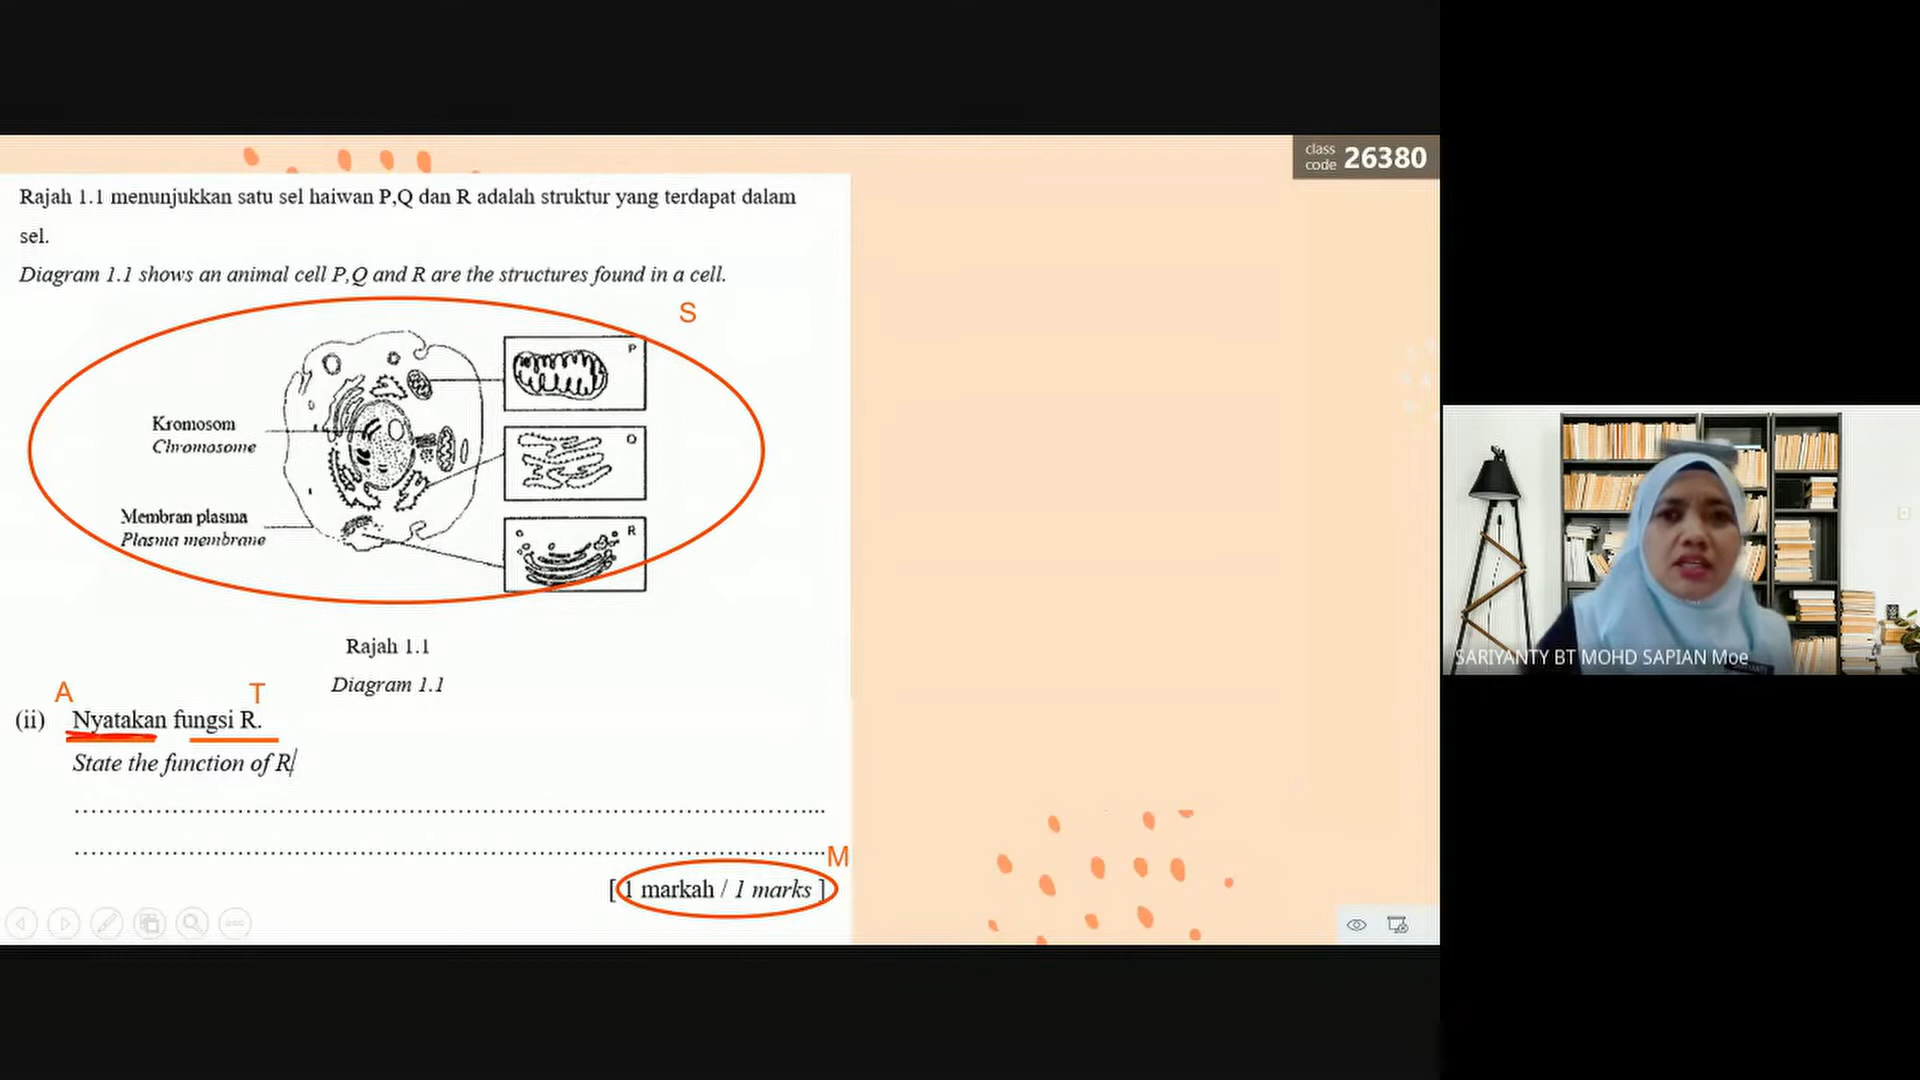 class
code 26380
Rajah 1.1 menunjukkan satu sel haiwan P,Q dan R adalah struktur yang terdapat dalam
sel.
Diagram 1.1 shows an animal cell P,Q and R are the structures found in a cell.
S
P
Kromosom
Chromosome
Q
Membran plasma
Plasma membrane
R
Rajah 1.1
Diagram 1.1
A T
(ii) Nyatakan fungsi R.
State the function of R
……………………………………………………………………………...
……………………………………………………………………………...
M
[ 1 markah / 1 marks ]
SARIYANTY BT MOHD SAPIAN Moe